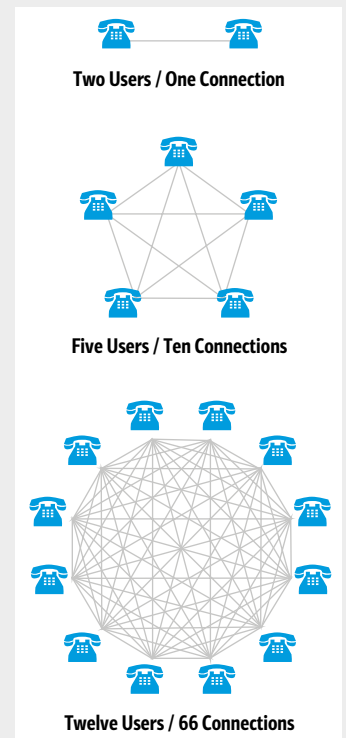 Two Users / One Connection
Five Users / Ten Connections
Twelve Users / 66 Connections